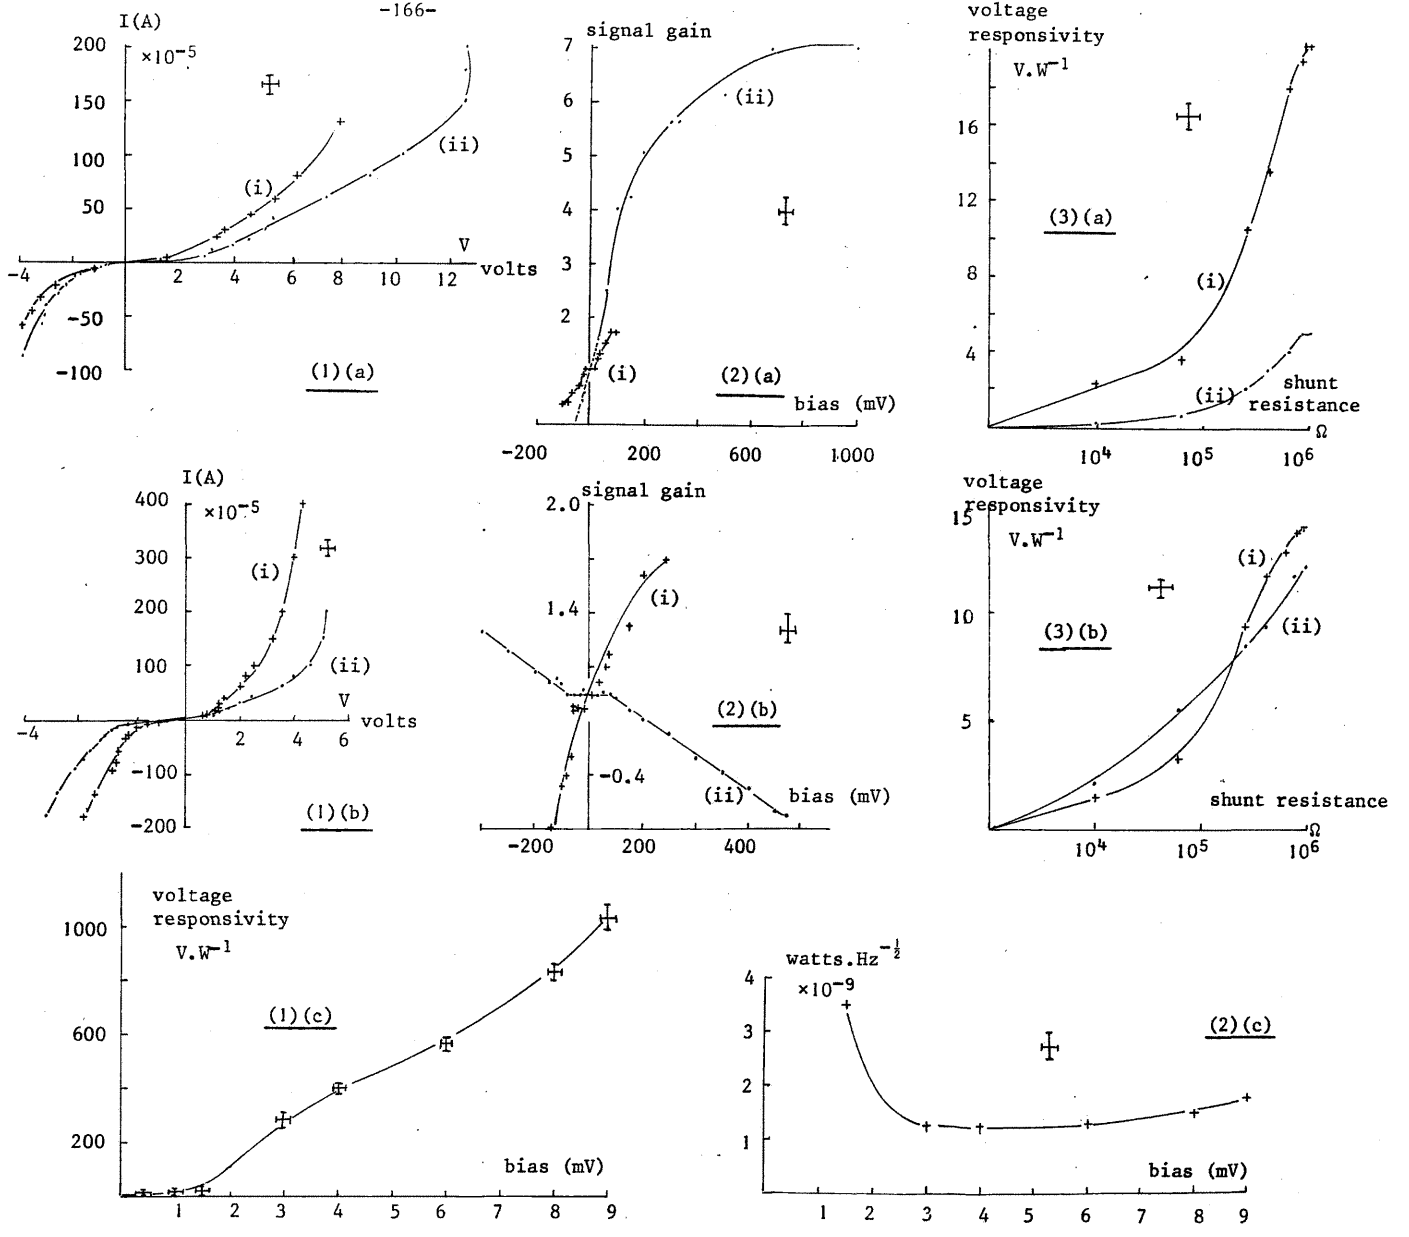 -166-
I(A)
×10⁻⁵
200
150
100
50
-50
-100
-4
2
4
6
8
10
12
V
volts
(i)
(ii)
(1)(a)
signal gain
7
6
5
4
3
2
1
(i)
(ii)
(2)(a)
bias (mV)
-200
200
600
1000
voltage
responsivity
V.W⁻¹
16
12
8
4
(3)(a)
(i)
(ii)
shunt
resistance
Ω
10⁴
10⁵
10⁶
I(A)
×10⁻⁵
400
300
200
100
-100
-200
-4
2
4
6
V
volts
(i)
(ii)
(1)(b)
signal gain
2.0
1.4
-0.4
(i)
(ii)
(2)(b)
bias (mV)
-200
200
400
voltage
responsivity
V.W⁻¹
15
10
5
(i)
(ii)
(3)(b)
shunt resistance
Ω
10⁴
10⁵
10⁶
voltage
responsivity
V.W⁻¹
1000
600
200
(1)(c)
bias (mV)
1 2 3 4 5 6 7 8 9
watts.Hz⁻½
×10⁻⁹
4
3
2
1
(2)(c)
bias (mV)
1 2 3 4 5 6 7 8 9